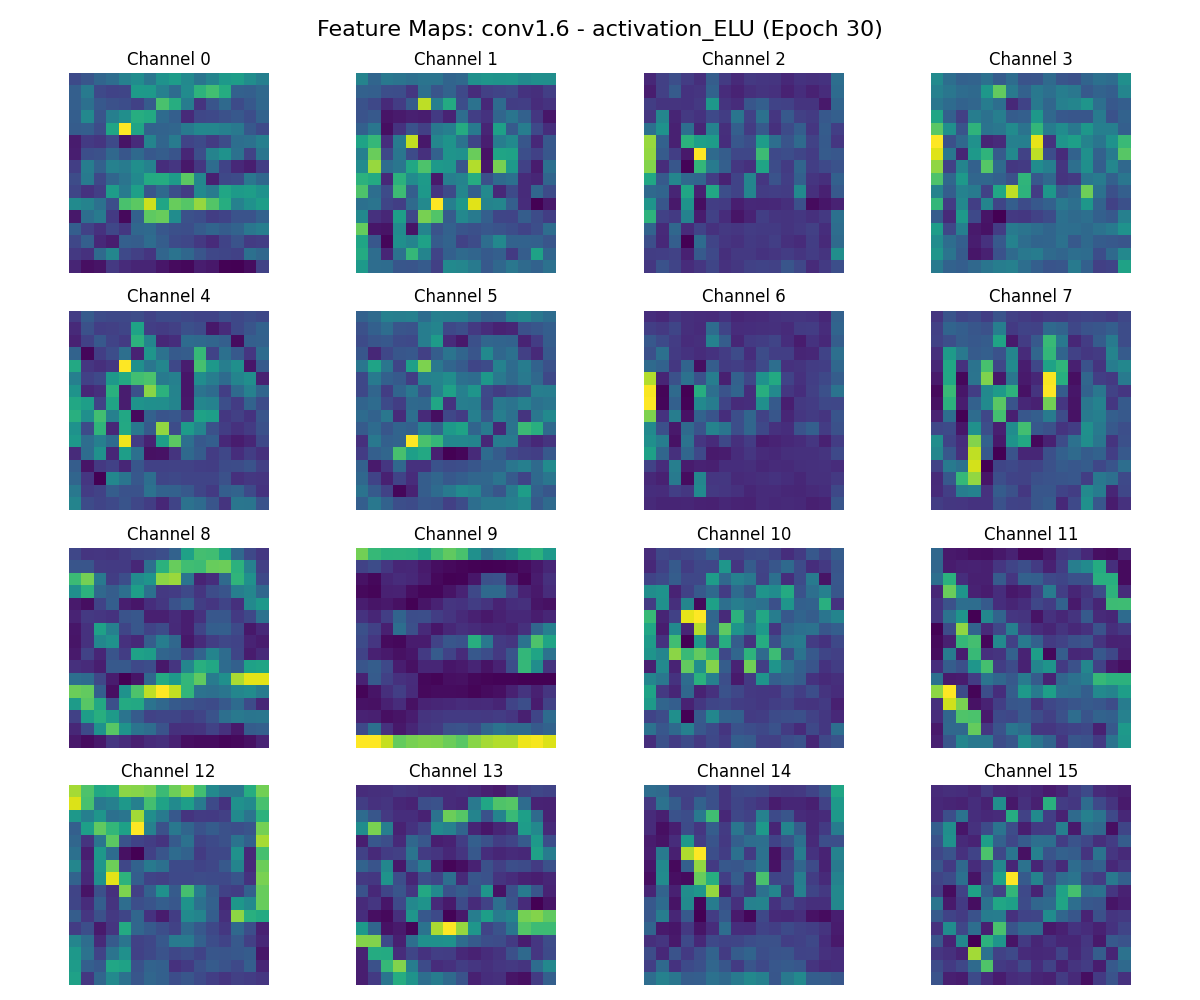 Feature Maps: conv1.6 - activation_ELU (Epoch 30)
Channel 0
Channel 1
Channel 2
Channel 3
Channel 4
Channel 5
Channel 6
Channel 7
Channel 8
Channel 9
Channel 10
Channel 11
Channel 12
Channel 13
Channel 14
Channel 15